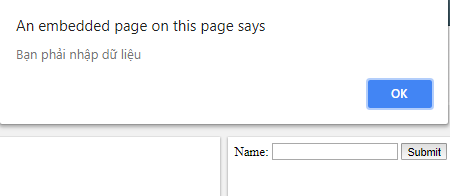 An embedded page on this page says
Bạn phải nhập dữ liệu
OK
Name: Submit